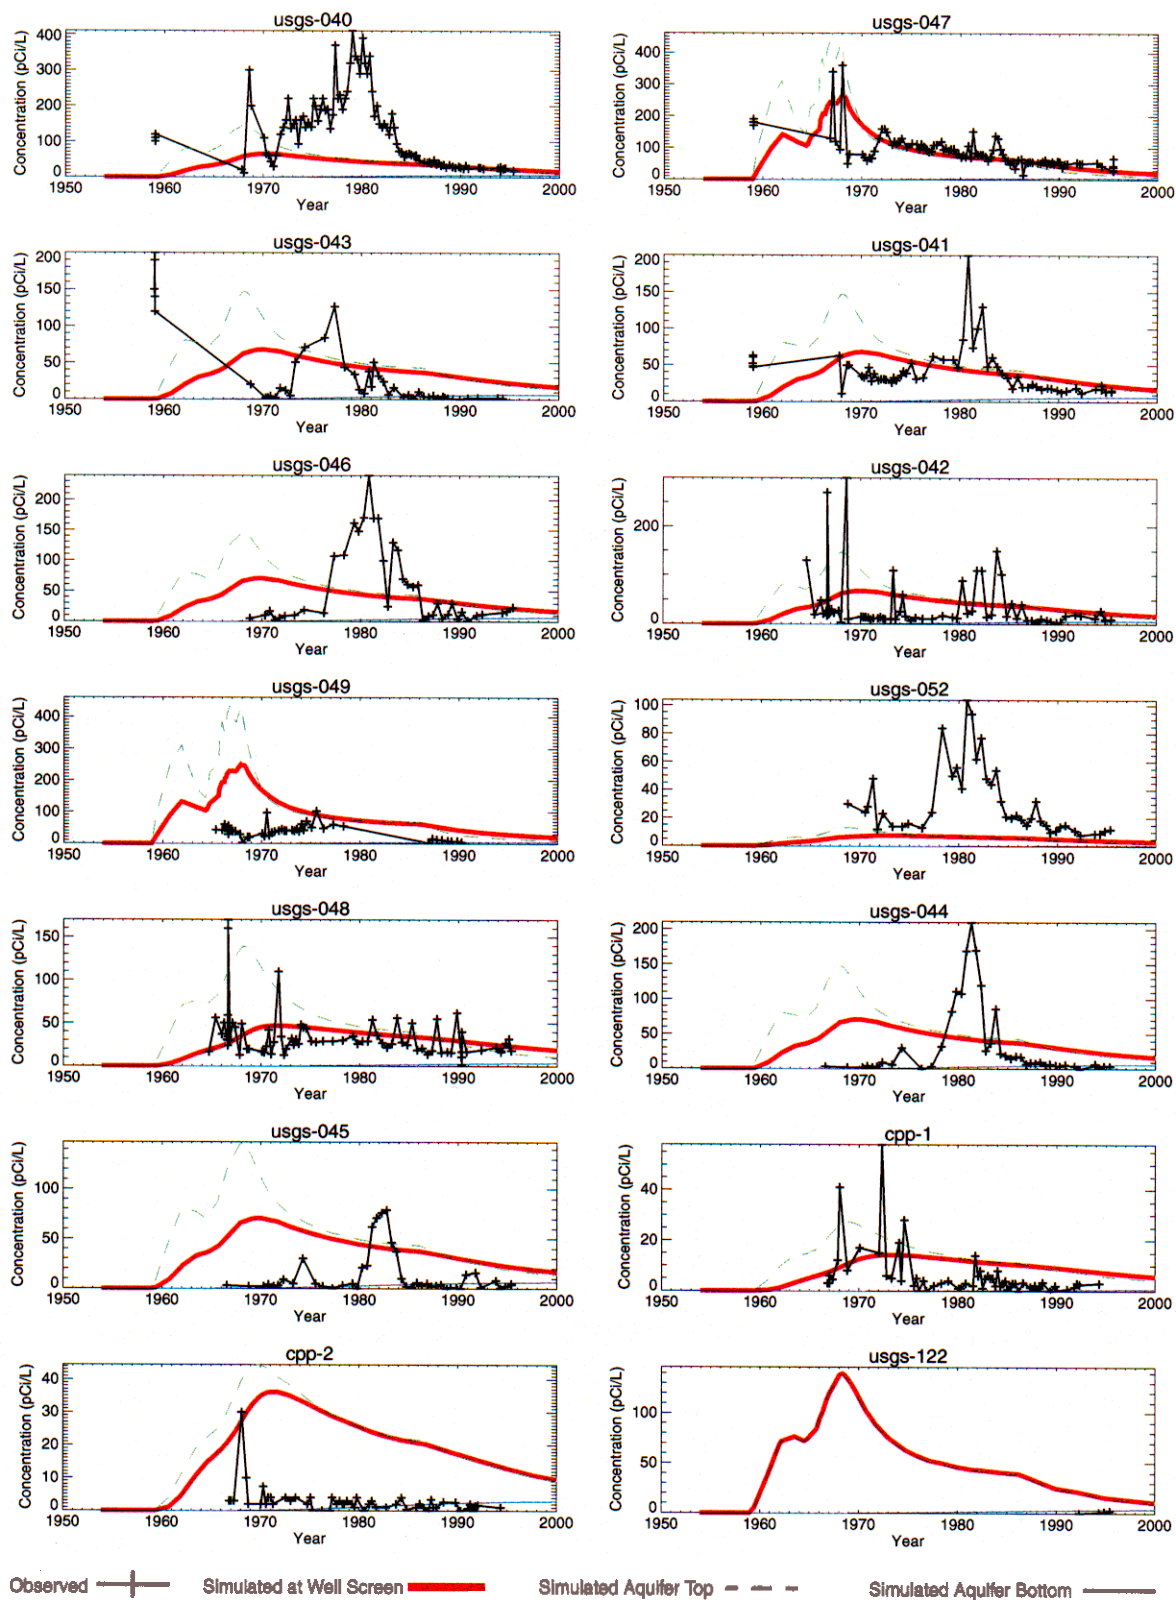 usgs-040
Concentration (pCi/L)
400
300
200
100
0
1950 1960 1970 1980 1990 2000
Year
usgs-047
Concentration (pCi/L)
400
300
200
100
0
1950 1960 1970 1980 1990 2000
Year
usgs-043
Concentration (pCi/L)
200
150
100
50
0
1950 1960 1970 1980 1990 2000
Year
usgs-041
Concentration (pCi/L)
200
150
100
50
0
1950 1960 1970 1980 1990 2000
Year
usgs-046
Concentration (pCi/L)
200
150
100
50
0
1950 1960 1970 1980 1990 2000
Year
usgs-042
Concentration (pCi/L)
200
0
1950 1960 1970 1980 1990 2000
Year
usgs-049
Concentration (pCi/L)
400
300
200
100
0
1950 1960 1970 1980 1990 2000
Year
usgs-052
Concentration (pCi/L)
100
80
60
40
20
0
1950 1960 1970 1980 1990 2000
Year
usgs-048
Concentration (pCi/L)
150
100
50
0
1950 1960 1970 1980 1990 2000
Year
usgs-044
Concentration (pCi/L)
200
150
100
50
0
1950 1960 1970 1980 1990 2000
Year
usgs-045
Concentration (pCi/L)
100
50
0
1950 1960 1970 1980 1990 2000
Year
cpp-1
Concentration (pCi/L)
40
20
0
1950 1960 1970 1980 1990 2000
Year
cpp-2
Concentration (pCi/L)
40
30
20
10
0
1950 1960 1970 1980 1990 2000
Year
usgs-122
Concentration (pCi/L)
100
50
0
1950 1960 1970 1980 1990 2000
Year
Observed Simulated at Well Screen Simulated Aquifer Top Simulated Aquifer Bottom